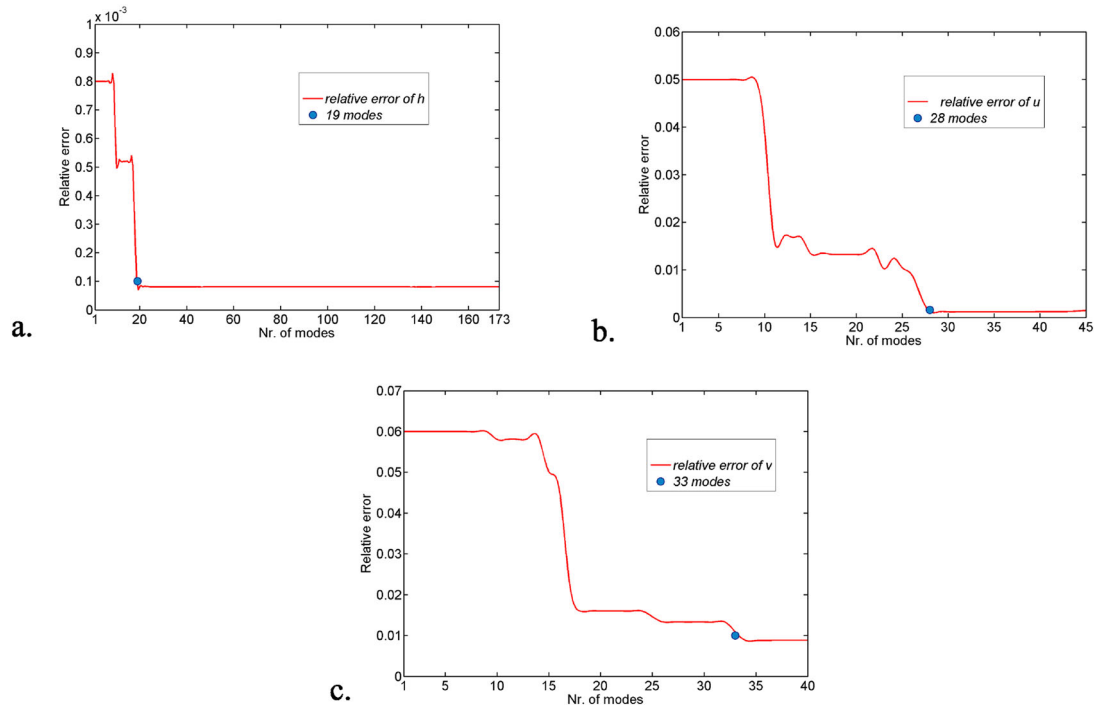 1 x 10⁻³
0.9
0.8
0.7
0.6
0.5
0.4
0.3
0.2
0.1
0
Relative error
relative error of h
19 modes
1 20 40 60 80 100 120 140 160 173
Nr. of modes
a.
0.06
0.05
0.04
0.03
0.02
0.01
0
Relative error
relative error of u
28 modes
1 5 10 15 20 25 30 35 40 45
Nr. of modes
b.
0.07
0.06
0.05
0.04
0.03
0.02
0.01
0
Relative error
relative error of v
33 modes
1 5 10 15 20 25 30 35 40
Nr. of modes
c.